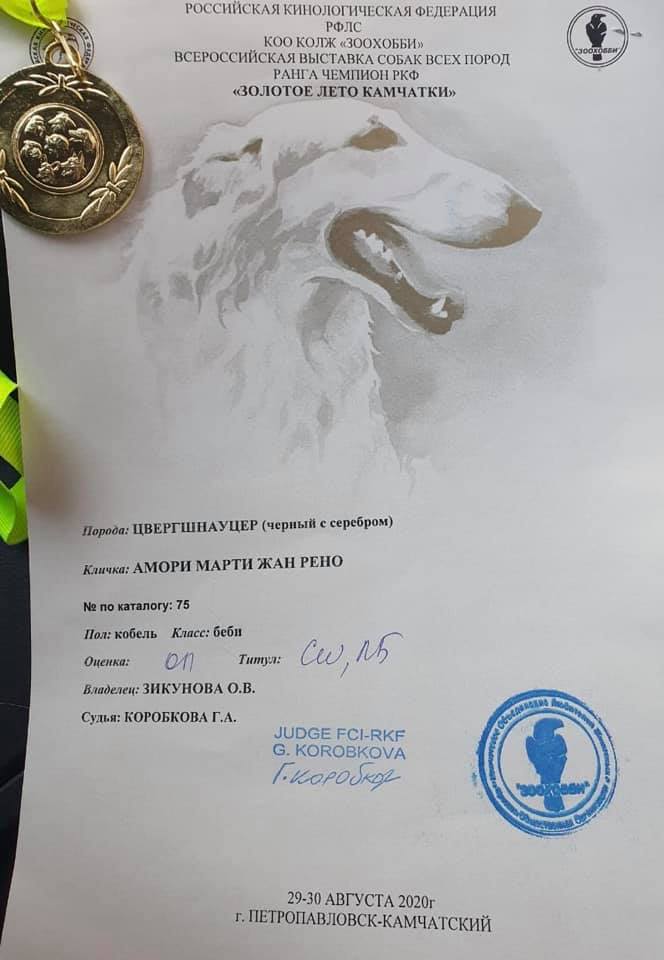 РОССИЙСКАЯ КИНОЛОГИЧЕСКАЯ ФЕДЕРАЦИЯ
РФЛС
КОО КОЛЖ «ЗООХОББИ»
ВСЕРОССИЙСКАЯ ВЫСТАВКА СОБАК ВСЕХ ПОРОД
РАНГА ЧЕМПИОН РКФ
«ЗОЛОТОЕ ЛЕТО КАМЧАТКИ»
"ЗООХОББИ"
Порода: ЦВЕРГШНАУЦЕР (черный с серебром)
Кличка: АМОРИ МАРТИ ЖАН РЕНО
№ по каталогу: 75
Пол: кобель Класс: беби
Оценка: ОП Титул: CW, ЛБ
Владелец: ЗИКУНОВА О.В.
Судья: КОРОБКОВА Г.А.
JUDGE FCI-RKF
G. KOROBKOVA
"ЗООХОББИ"
29-30 АВГУСТА 2020г
г. ПЕТРОПАВЛОВСК-КАМЧАТСКИЙ